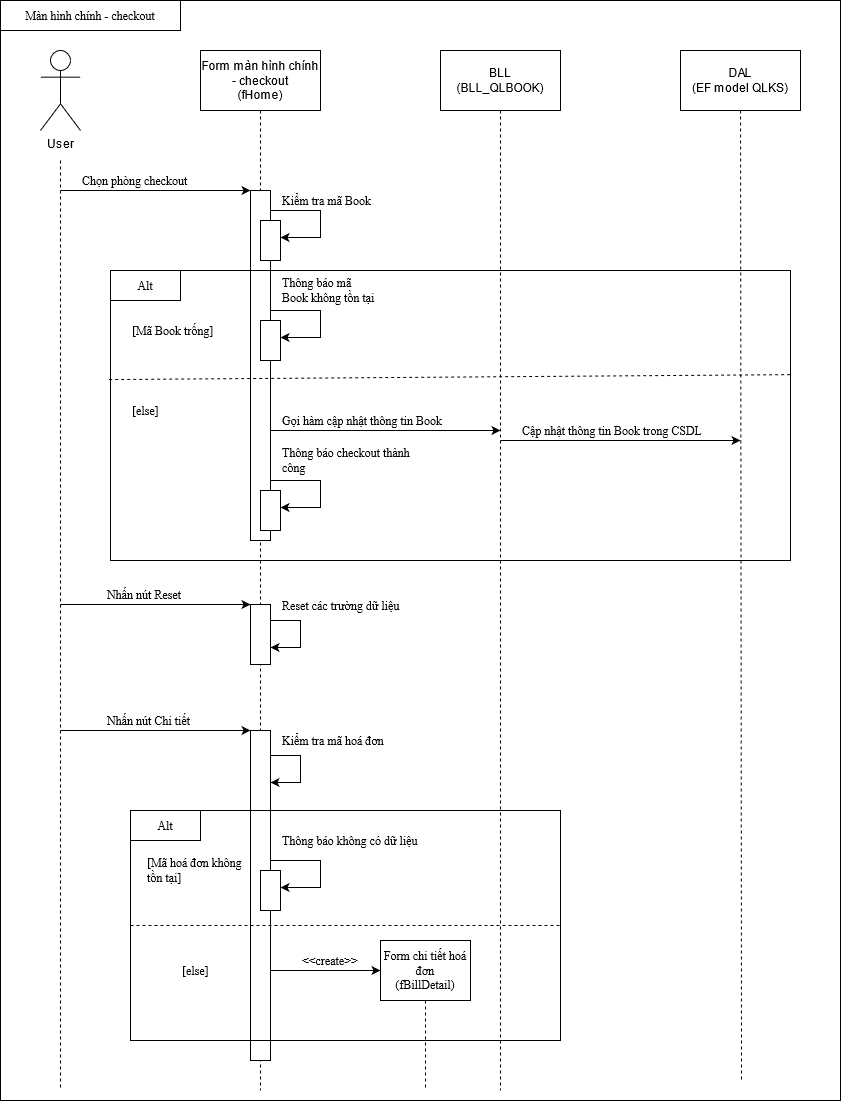 Màn hình chính - checkout
Form màn hình chính
- checkout
(fHome)
BLL
(BLL_QLBOOK)
DAL
(EF model QLKS)
User
Chọn phòng checkout
Kiểm tra mã Book
Alt
Thông báo mã
Book không tồn tại
[Mã Book trống]
[else]
Gọi hàm cập nhật thông tin Book
Cập nhật thông tin Book trong CSDL
Thông báo checkout thành
công
Nhấn nút Reset
Reset các trường dữ liệu
Nhấn nút Chi tiết
Kiểm tra mã hoá đơn
Alt
Thông báo không có dữ liệu
[Mã hoá đơn không
tồn tại]
[else]
<<create>>
Form chi tiết hoá
đơn
(fBillDetail)